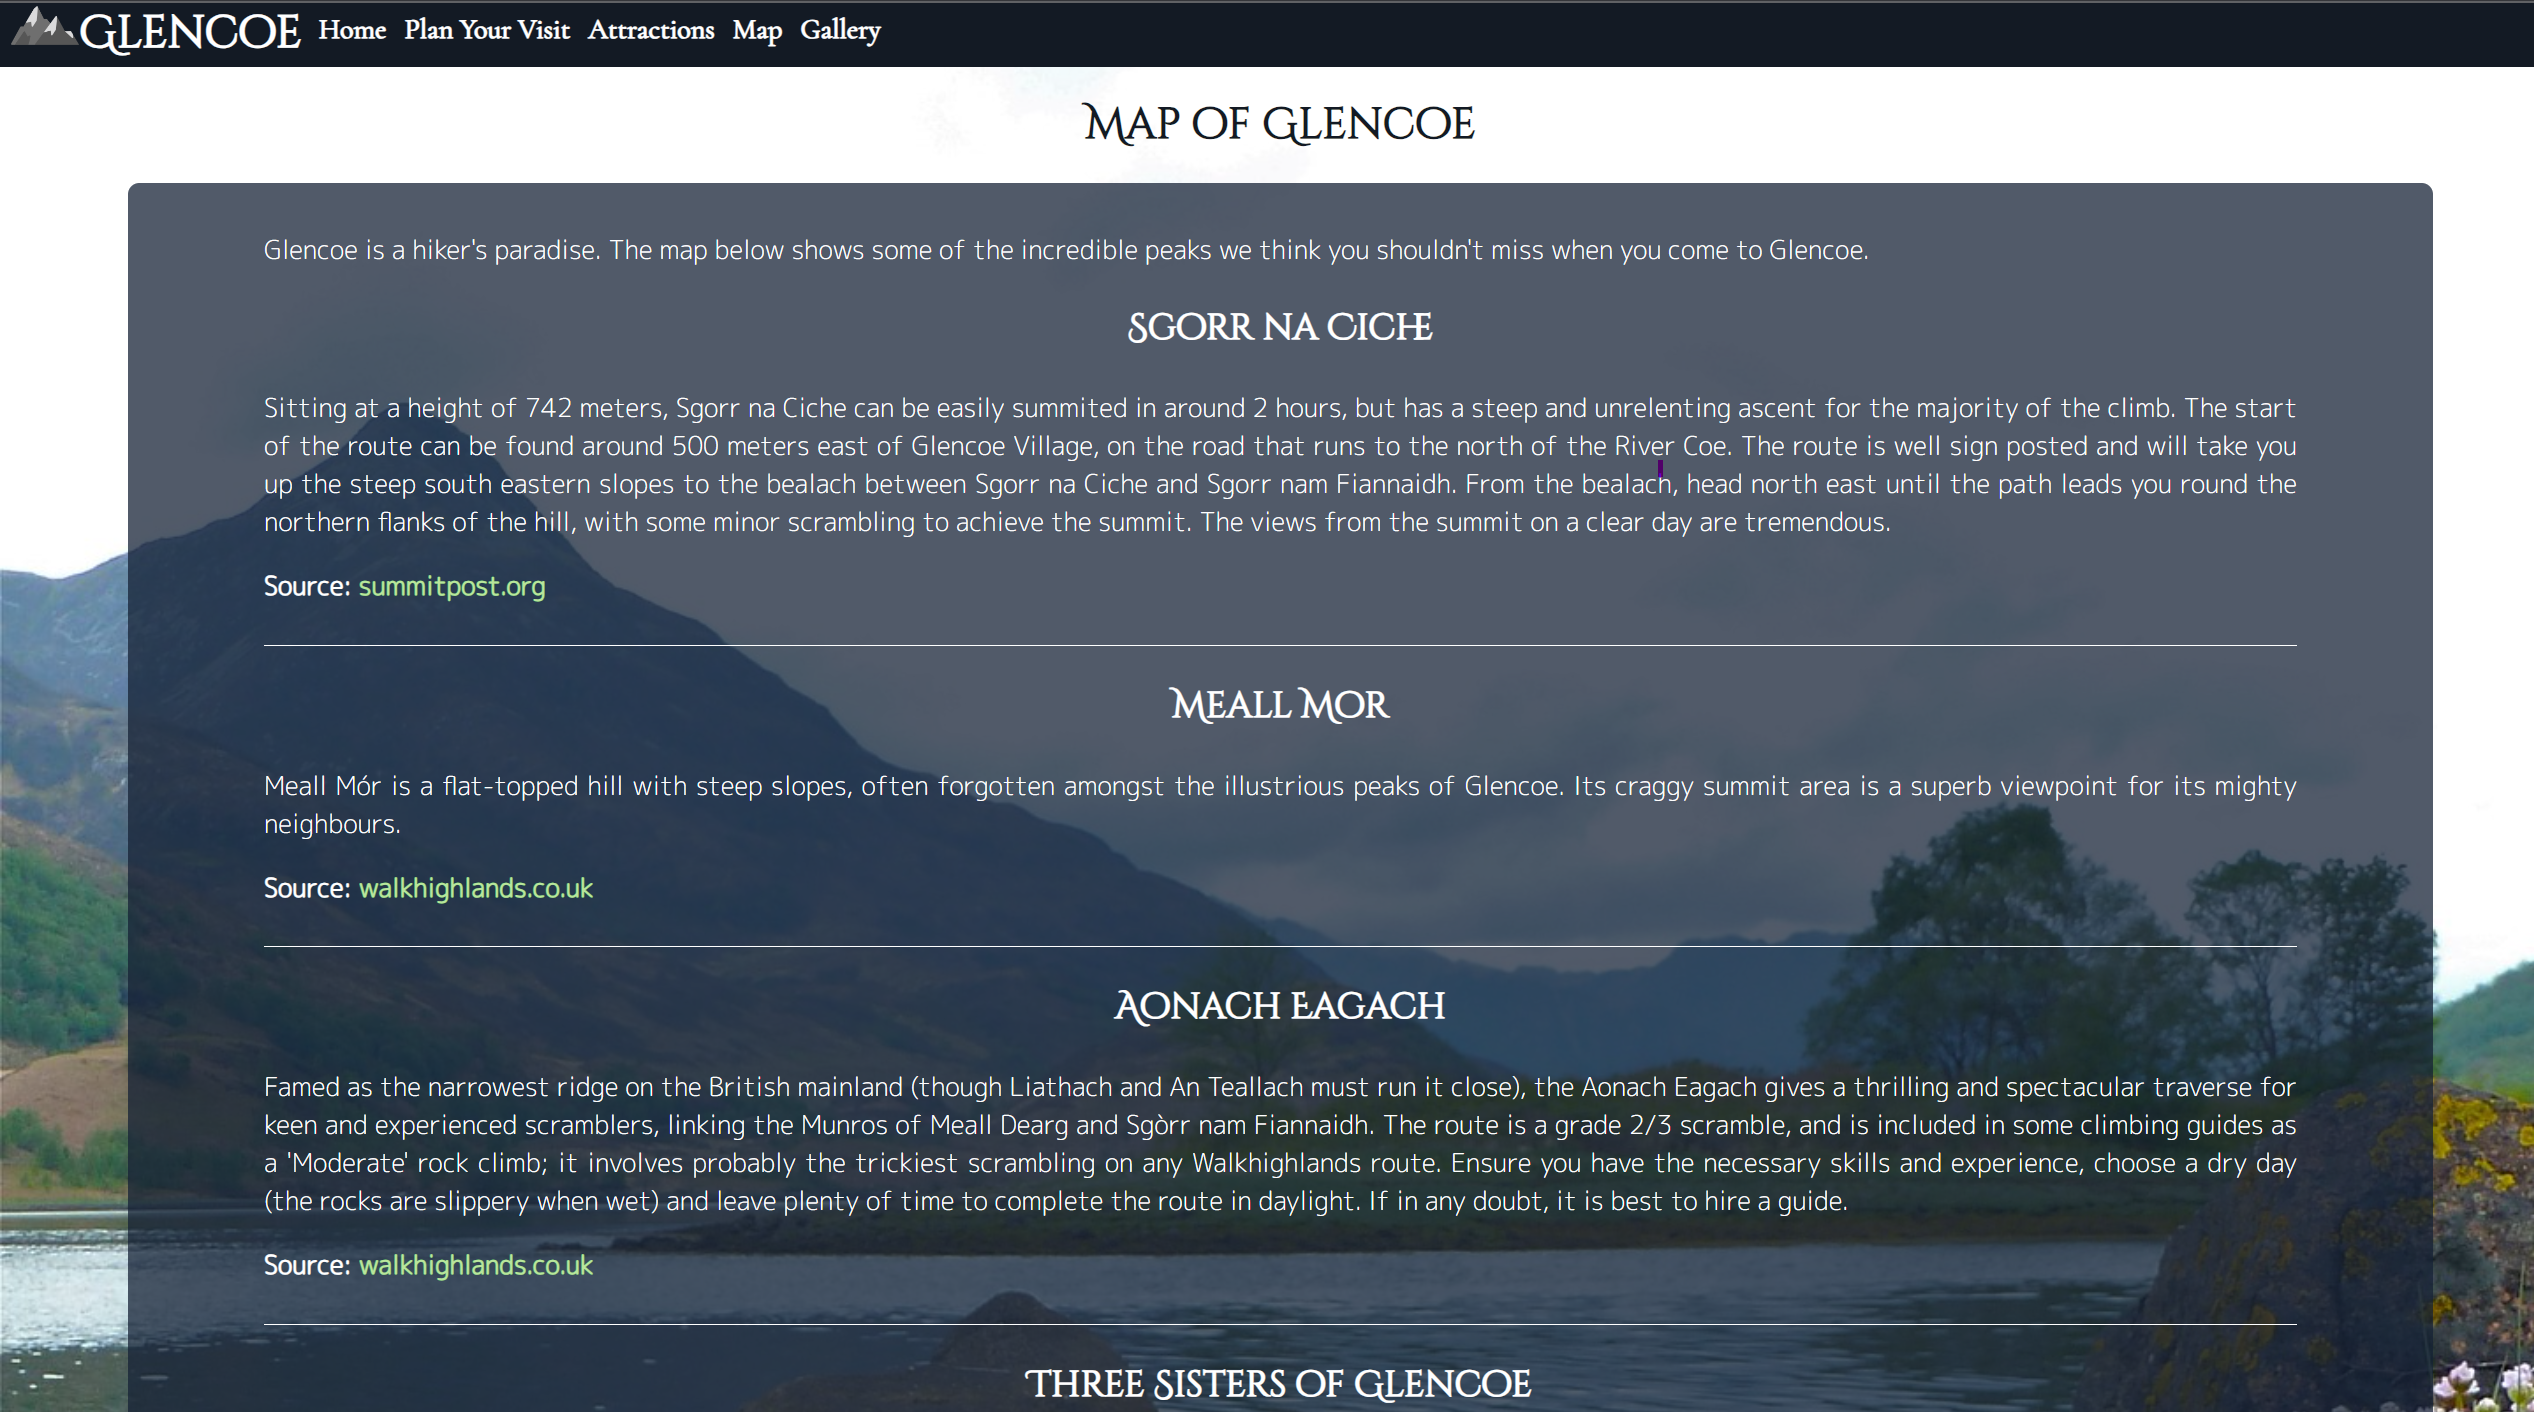 GLENCOE Home Plan Your Visit Attractions Map Gallery
Map of Glencoe
Glencoe is a hiker's paradise. The map below shows some of the incredible peaks we think you shouldn't miss when you come to Glencoe.
Sgorr na Ciche
Sitting at a height of 742 meters, Sgorr na Ciche can be easily summited in around 2 hours, but has a steep and unrelenting ascent for the majority of the climb. The start
of the route can be found around 500 meters east of Glencoe Village, on the road that runs to the north of the River Coe. The route is well sign posted and will take you
up the steep south eastern slopes to the bealach between Sgorr na Ciche and Sgorr nam Fiannaidh. From the bealach, head north east until the path leads you round the
northern flanks of the hill, with some minor scrambling to achieve the summit. The views from the summit on a clear day are tremendous.
Source: summitpost.org
Meall Mor
Meall Mór is a flat-topped hill with steep slopes, often forgotten amongst the illustrious peaks of Glencoe. Its craggy summit area is a superb viewpoint for its mighty
neighbours.
Source: walkhighlands.co.uk
Aonach Eagach
Famed as the narrowest ridge on the British mainland (though Liathach and An Teallach must run it close), the Aonach Eagach gives a thrilling and spectacular traverse for
keen and experienced scramblers, linking the Munros of Meall Dearg and Sgòrr nam Fiannaidh. The route is a grade 2/3 scramble, and is included in some climbing guides as
a 'Moderate' rock climb; it involves probably the trickiest scrambling on any Walkhighlands route. Ensure you have the necessary skills and experience, choose a dry day
(the rocks are slippery when wet) and leave plenty of time to complete the route in daylight. If in any doubt, it is best to hire a guide.
Source: walkhighlands.co.uk
Three Sisters of Glencoe